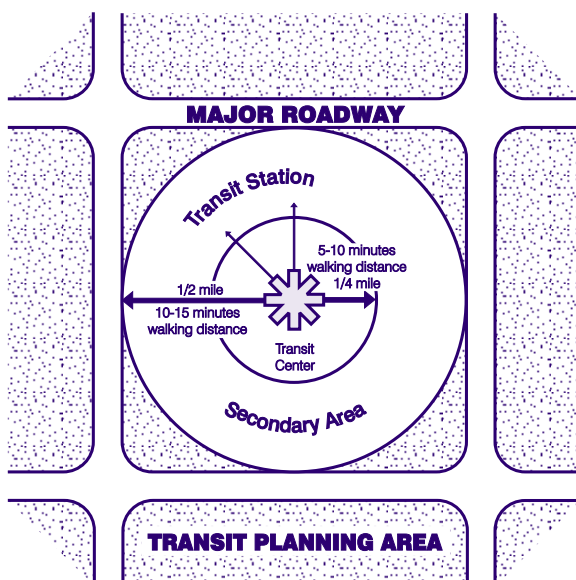 MAJOR ROADWAY
Transit Station
5-10 minutes
walking distance
1/4 mile
1/2 mile
10-15 minutes
walking distance
Transit
Center
Secondary Area
TRANSIT PLANNING AREA